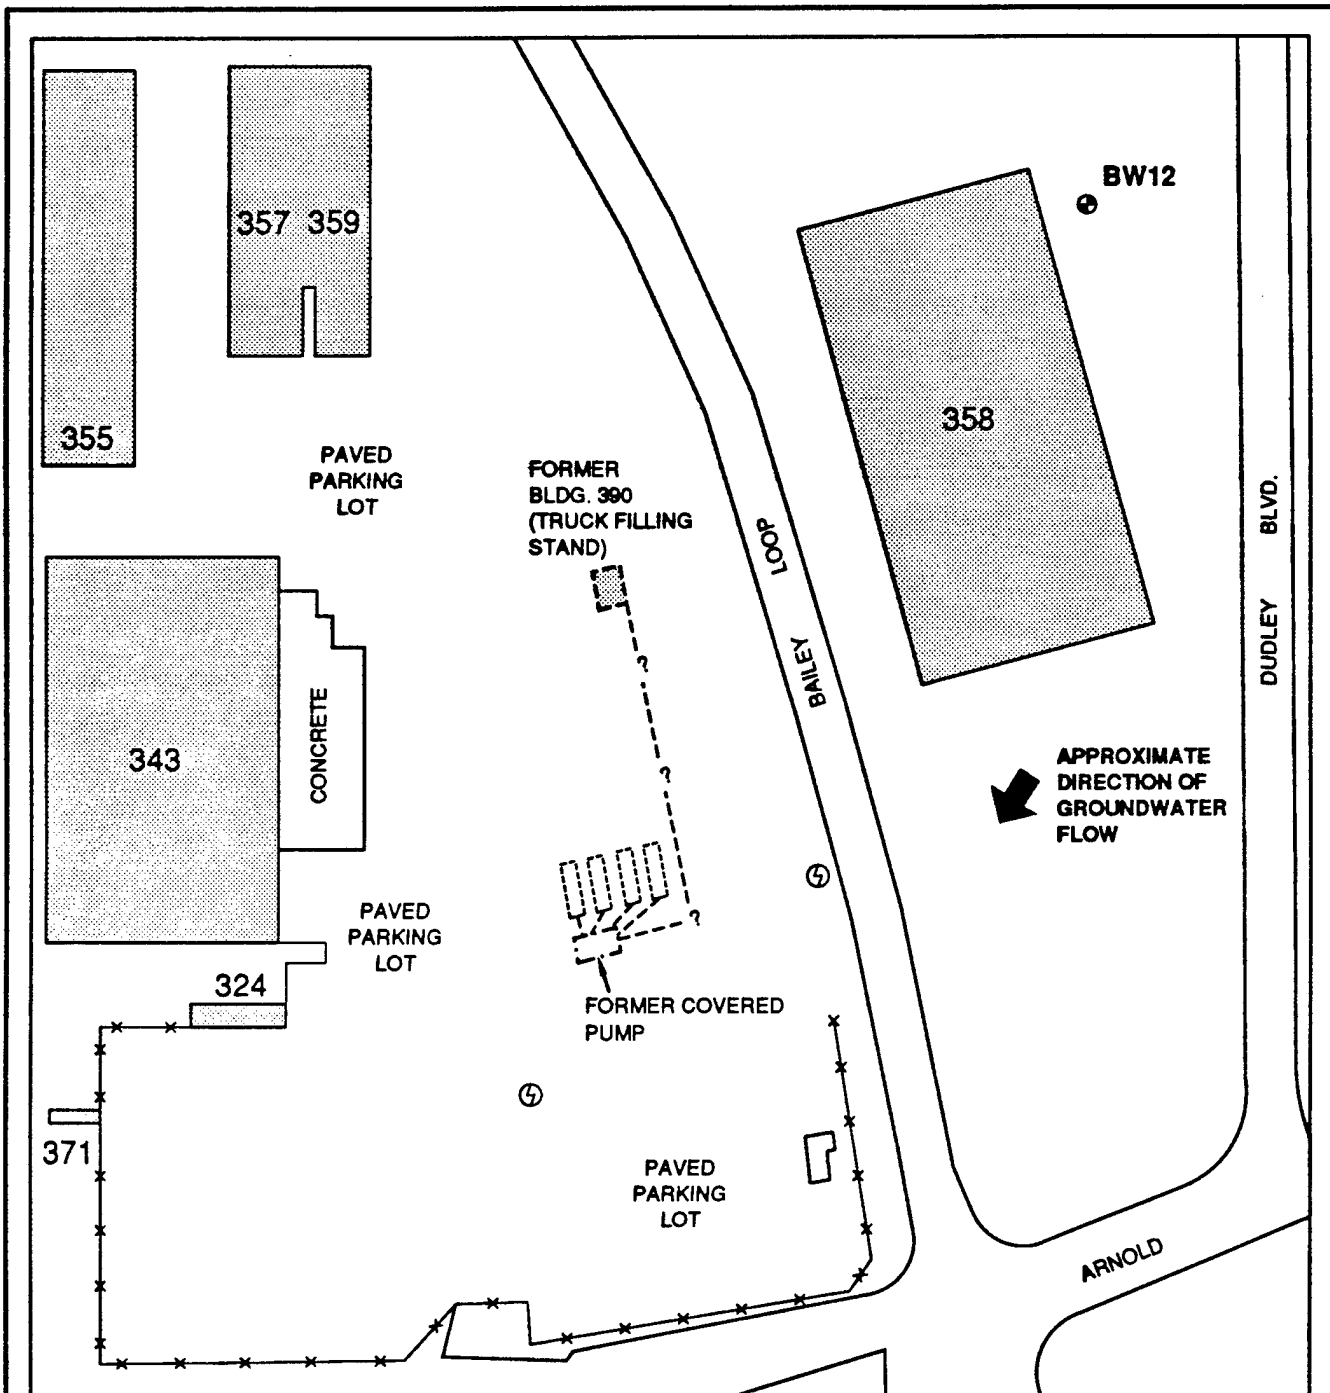 BW12
357 359
358
355
PAVED
PARKING
LOT
FORMER
BLDG. 390
(TRUCK FILLING
STAND)
BAILEY LOOP
DUDLEY BLVD.
343
CONCRETE
APPROXIMATE
DIRECTION OF
GROUNDWATER
FLOW
?
?
?
PAVED
PARKING
LOT
324
FORMER COVERED
PUMP
371
PAVED
PARKING
LOT
ARNOLD